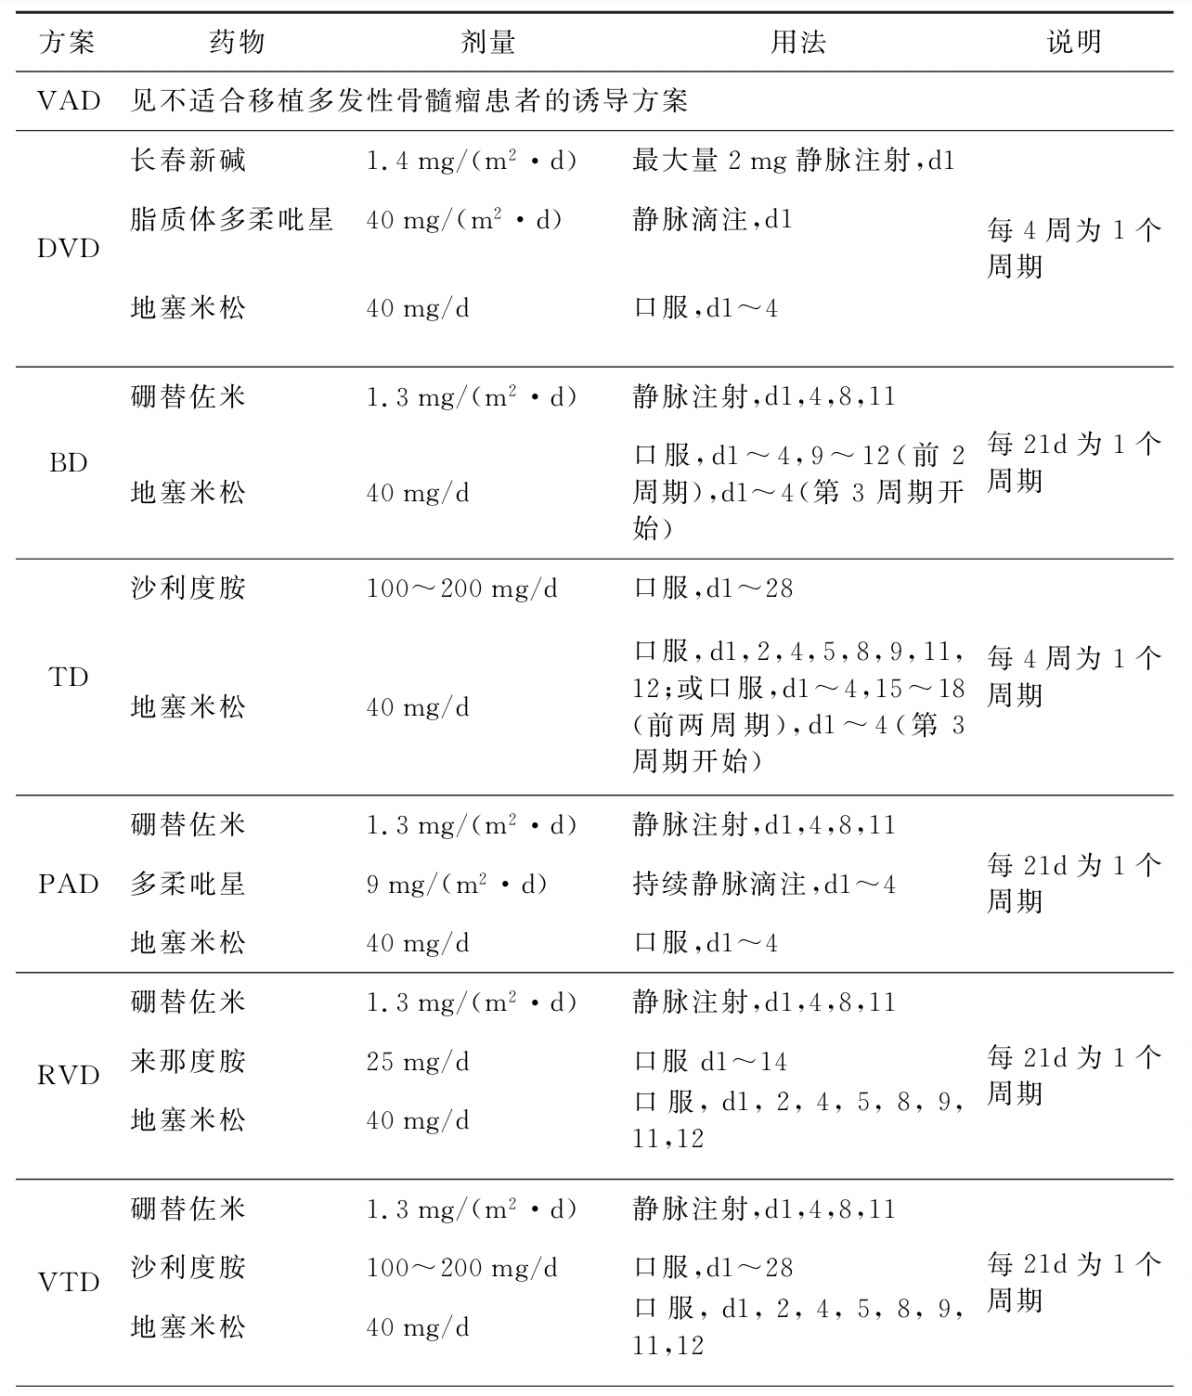 方案 药物 剂量 用法 说明
VAD 见不适合移植多发性骨髓瘤患者的诱导方案
DVD
长春新碱 1.4 mg/(m²·d) 最大量 2 mg 静脉注射,d1
脂质体多柔吡星 40 mg/(m²·d) 静脉滴注,d1
地塞米松 40 mg/d 口服,d1～4
每 4 周为 1 个
周期
BD
硼替佐米 1.3 mg/(m²·d) 静脉注射,d1,4,8,11
地塞米松 40 mg/d
口服,d1～4,9～12(前 2
周期),d1～4(第 3 周期开
始)
每 21d 为 1 个
周期
TD
沙利度胺 100～200 mg/d 口服,d1～28
地塞米松 40 mg/d
口服,d1,2,4,5,8,9,11,
12;或口服,d1～4,15～18
(前两周期),d1～4(第 3
周期开始)
每 4 周为 1 个
周期
PAD
硼替佐米 1.3 mg/(m²·d) 静脉注射,d1,4,8,11
多柔吡星 9 mg/(m²·d) 持续静脉滴注,d1～4
地塞米松 40 mg/d 口服,d1～4
每 21d 为 1 个
周期
RVD
硼替佐米 1.3 mg/(m²·d) 静脉注射,d1,4,8,11
来那度胺 25 mg/d 口服 d1～14
地塞米松 40 mg/d
口服, d1, 2, 4, 5, 8, 9,
11,12
每 21d 为 1 个
周期
VTD
硼替佐米 1.3 mg/(m²·d) 静脉注射,d1,4,8,11
沙利度胺 100～200 mg/d 口服,d1～28
地塞米松 40 mg/d
口服, d1, 2, 4, 5, 8, 9,
11,12
每 21d 为 1 个
周期